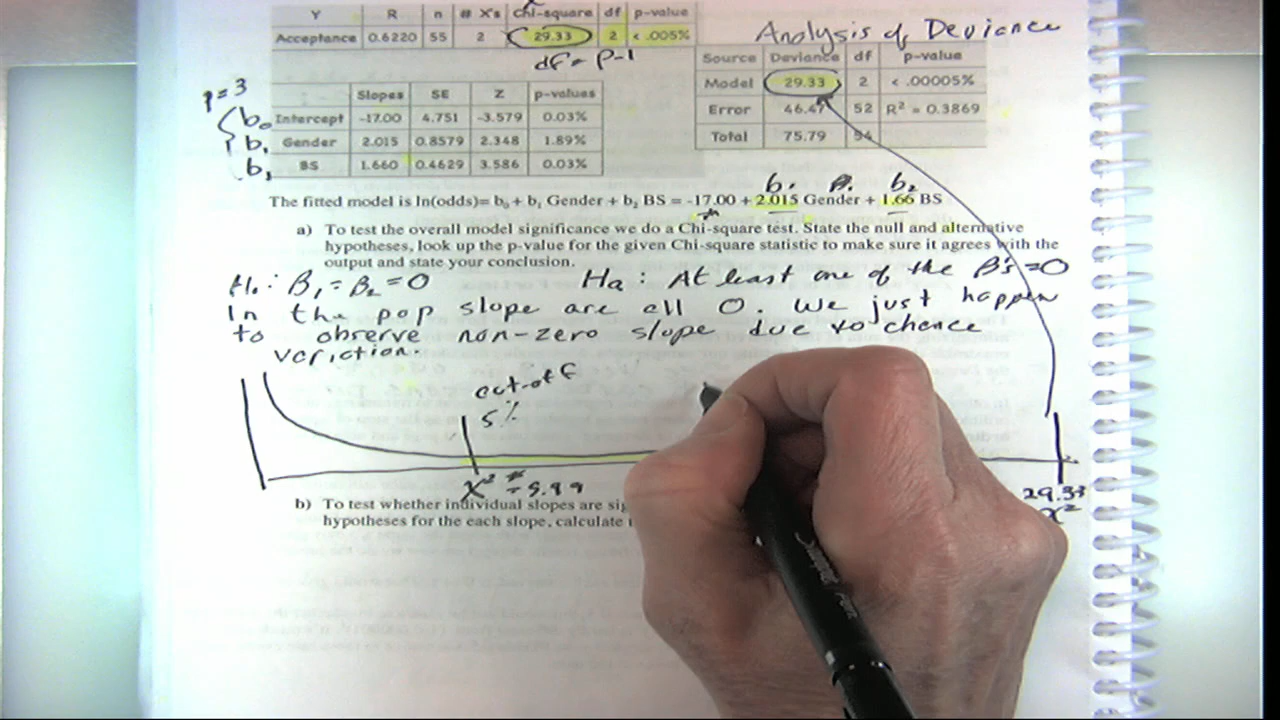 Y R n # X's Chi-square df p-value
Acceptance 0.6220 55 2 29.33 2 < .005%
df = P-1
Analysis of Deviance
Source Deviance df p-value
Model 29.33 2 < .00005%
Error 46.47 52 R² = 0.3869
Total 75.79 54
P=3
Slopes SE Z p-values
b₀ Intercept -17.00 4.751 -3.579 0.03%
b₁ Gender 2.015 0.8579 2.348 1.89%
b₂ BS 1.660 0.4629 3.586 0.03%
b₁ b₂
The fitted model is ln(odds)= b₀ + b₁ Gender + b₂ BS = -17.00 + 2.015 Gender + 1.66 BS
a) To test the overall model significance we do a Chi-square test. State the null and alternative
hypotheses, look up the p-value for the given Chi-square statistic to make sure it agrees with the
output and state your conclusion.
H₀: β₁ = β₂ = 0 Ha: At least one of the β's = 0
In the pop slope are all 0. We just happen
to observe non-zero slope due to chance
variation.
cut-off
5%
X²* = 5.99
29.33
X²
b) To test whether individual slopes are sig
hypotheses for the each slope, calculate